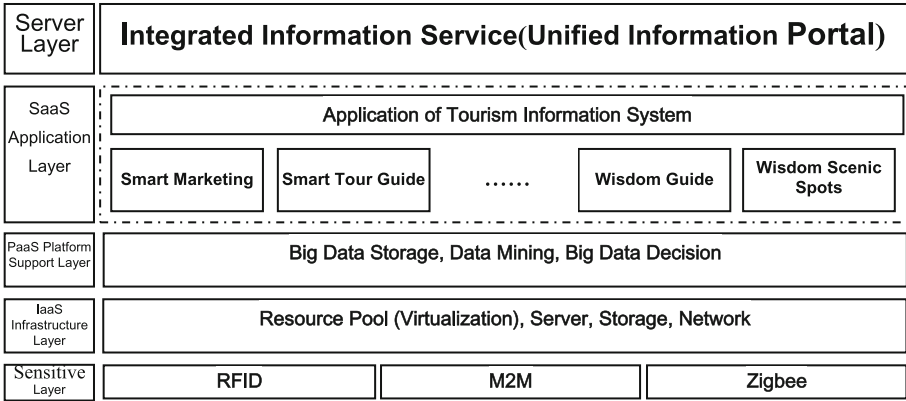 Server
Layer
Integrated Information Service(Unified Information Portal)
SaaS
Application
Layer
Application of Tourism Information System
Smart Marketing
Smart Tour Guide
......
Wisdom Guide
Wisdom Scenic
Spots
PaaS Platform
Support Layer
Big Data Storage, Data Mining, Big Data Decision
IaaS
Infrastructure
Layer
Resource Pool (Virtualization), Server, Storage, Network
Sensitive
Layer
RFID
M2M
Zigbee